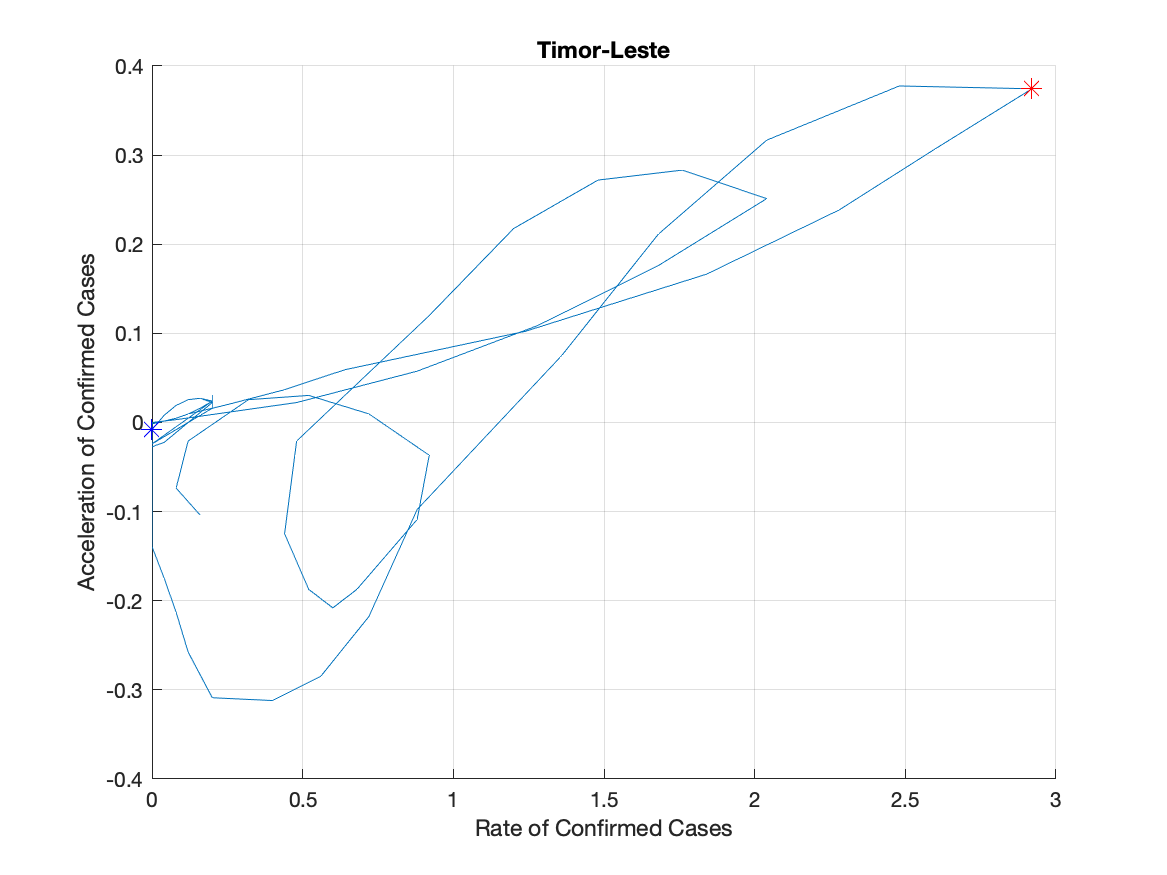 Timor-Leste
0.4
0.3
0.2
0.1
0
-0.1
-0.2
-0.3
-0.4
Acceleration of Confirmed Cases
0 0.5 1 1.5 2 2.5 3
Rate of Confirmed Cases